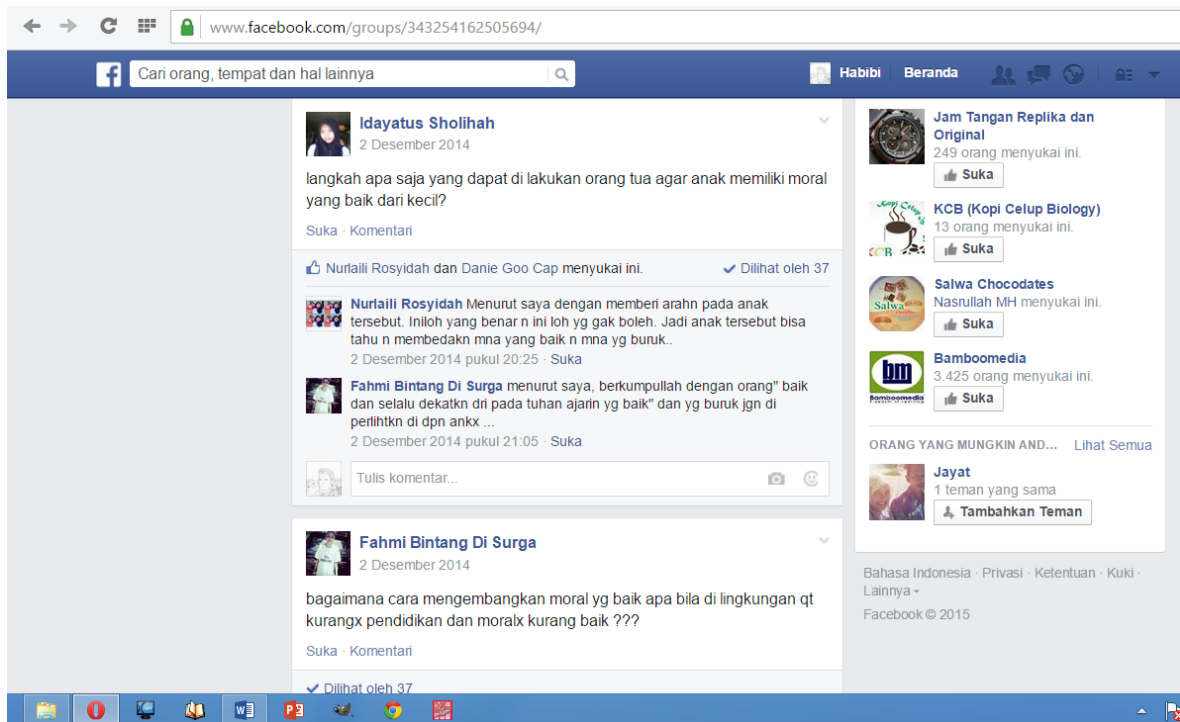 www.facebook.com/groups/343254162505694/
Cari orang, tempat dan hal lainnya
Habibi Beranda
Idayatus Sholihah
2 Desember 2014
langkah apa saja yang dapat di lakukan orang tua agar anak memiliki moral
yang baik dari kecil?
Suka · Komentari
Nurlaili Rosyidah dan Danie Goo Cap menyukai ini. Dilihat oleh 37
Nurlaili Rosyidah Menurut saya dengan memberi arahn pada anak
tersebut. Iniloh yang benar n ini loh yg gak boleh. Jadi anak tersebut bisa
tahu n membedakn mna yang baik n mna yg buruk..
2 Desember 2014 pukul 20:25 · Suka
Fahmi Bintang Di Surga menurut saya, berkumpullah dengan orang" baik
dan selalu dekatkn dri pada tuhan ajarin yg baik" dan yg buruk jgn di
perlihtkn di dpn ankx ...
2 Desember 2014 pukul 21:05 · Suka
Tulis komentar...
Fahmi Bintang Di Surga
2 Desember 2014
bagaimana cara mengembangkan moral yg baik apa bila di lingkungan qt
kurangx pendidikan dan moralx kurang baik ???
Suka · Komentari
Dilihat oleh 37
Jam Tangan Replika dan
Original
249 orang menyukai ini.
Suka
Kopi Celup
KCB
KCB (Kopi Celup Biology)
13 orang menyukai ini.
Suka
Salwa
Salwa Chocodates
Nasrullah MH menyukai ini.
Suka
bm
Bamboomedia
Bamboomedia
3.425 orang menyukai ini.
Suka
ORANG YANG MUNGKIN AND... Lihat Semua
Jayat
1 teman yang sama
Tambahkan Teman
Bahasa Indonesia · Privasi · Ketentuan · Kuki ·
Lainnya
Facebook © 2015